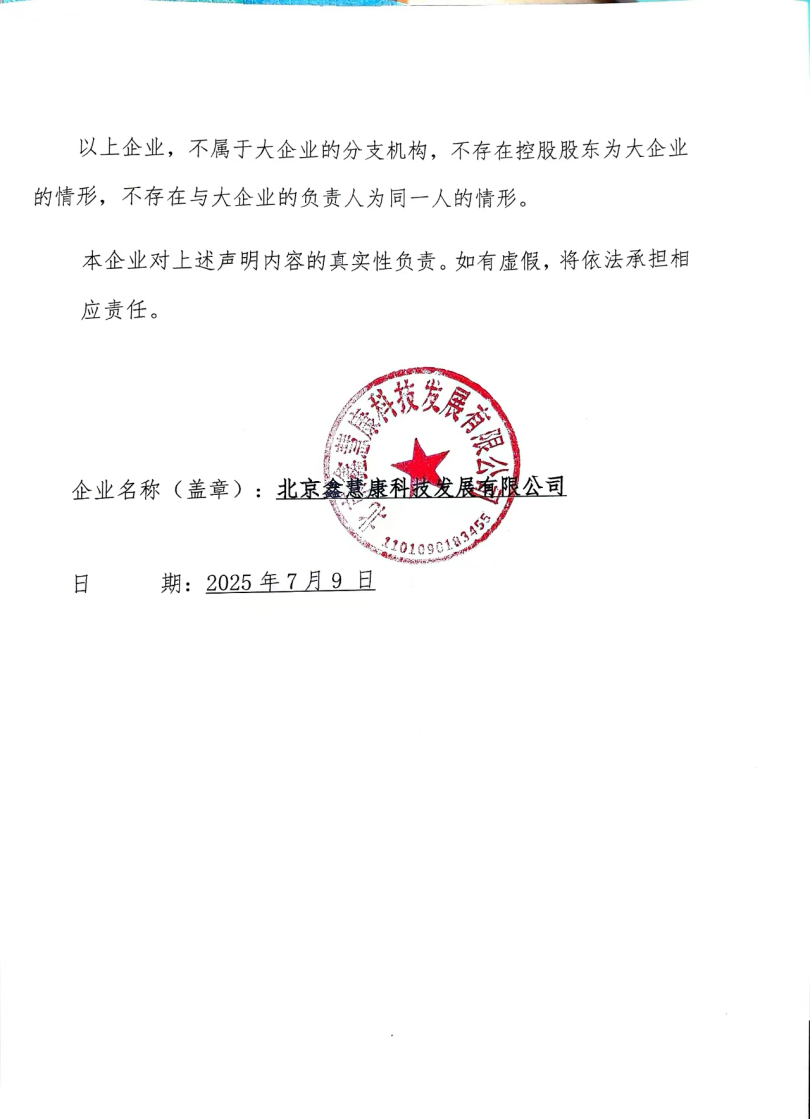 以上企业，不属于大企业的分支机构，不存在控股股东为大企业
的情形，不存在与大企业的负责人为同一人的情形。
本企业对上述声明内容的真实性负责。如有虚假，将依法承担相
应责任。
北京鑫慧康科技发展有限公司
企业名称（盖章）：北京鑫慧康科技发展有限公司
1101090183455
日　　期：2025 年 7 月 9 日